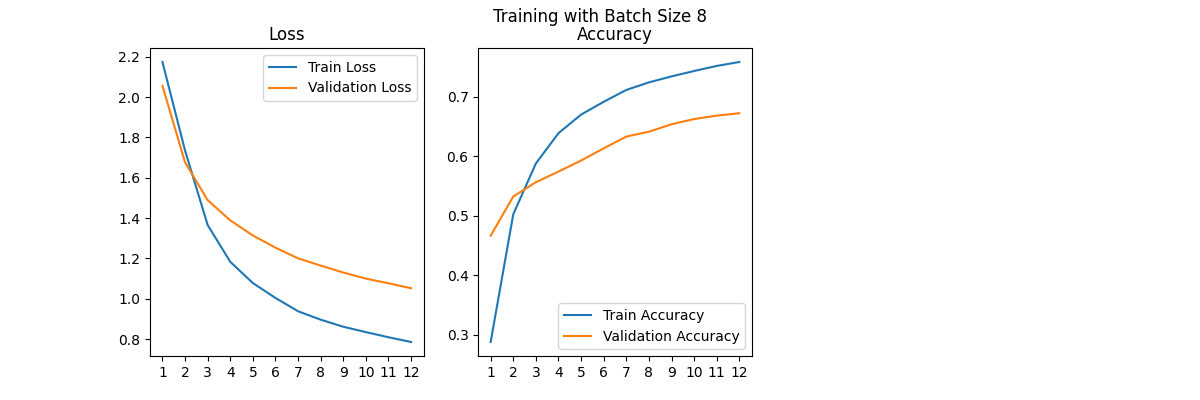 Training with Batch Size 8
Loss
2.2
2.0
1.8
1.6
1.4
1.2
1.0
0.8
Train Loss
Validation Loss
1 2 3 4 5 6 7 8 9 10 11 12
Accuracy
0.7
0.6
0.5
0.4
0.3
Train Accuracy
Validation Accuracy
1 2 3 4 5 6 7 8 9 10 11 12